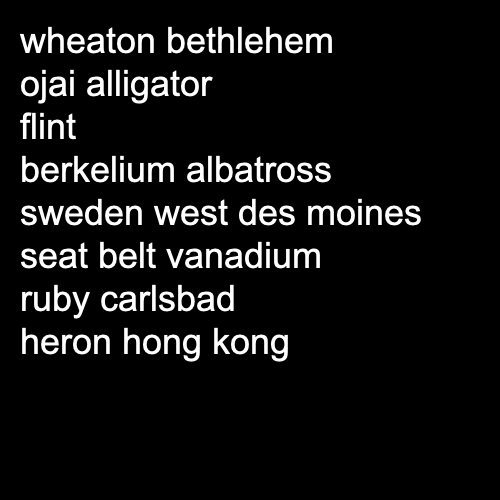 wheaton bethlehem
ojai alligator
flint
berkelium albatross
sweden west des moines
seat belt vanadium
ruby carlsbad
heron hong kong